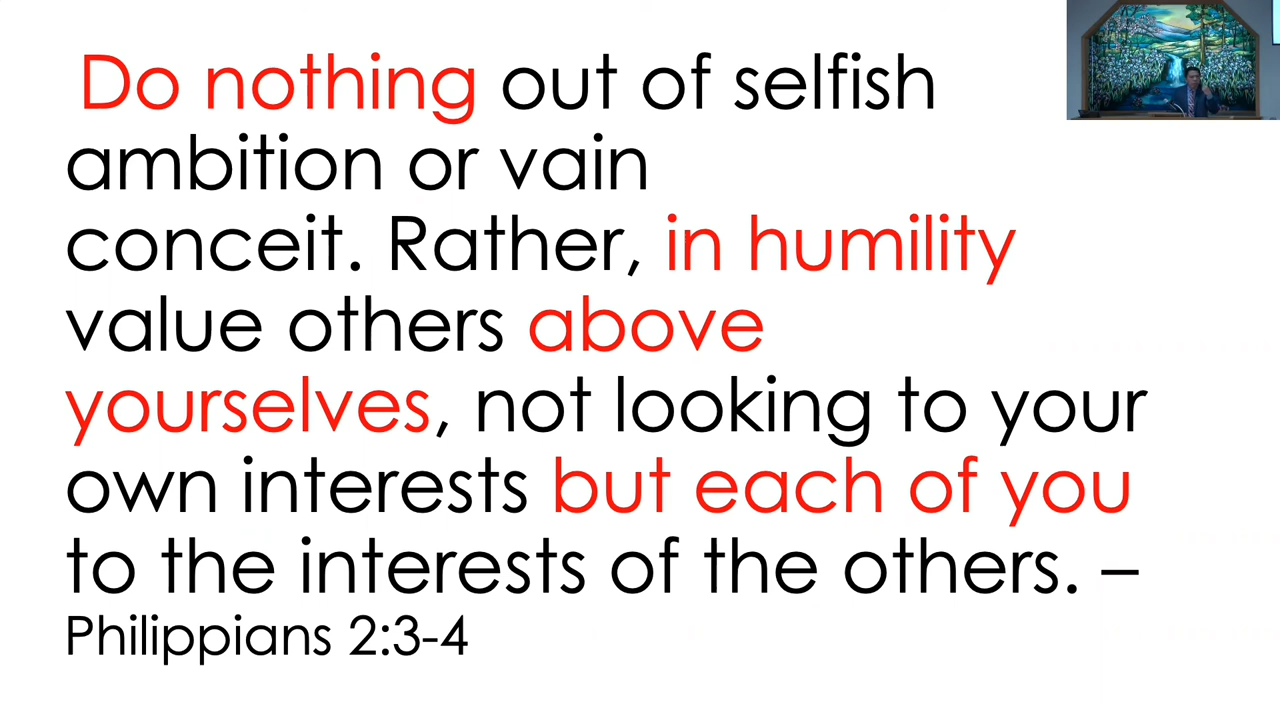 Do nothing out of selfish
ambition or vain
conceit. Rather, in humility
value others above
yourselves, not looking to your
own interests but each of you
to the interests of the others. –
Philippians 2:3-4